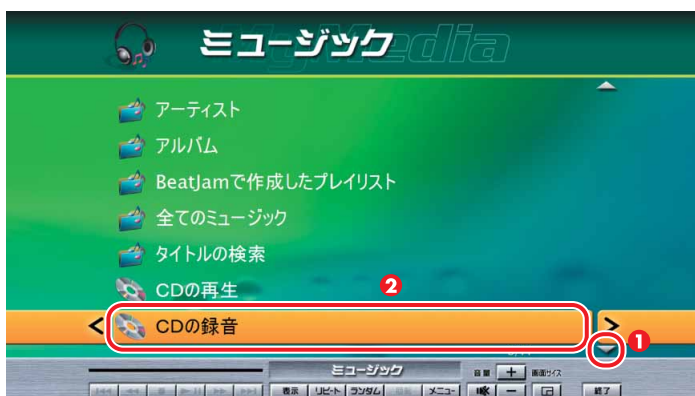 ミュージック
MyMedia
アーティスト
アルバム
BeatJamで作成したプレイリスト
全てのミュージック
タイトルの検索
CDの再生
2
CDの録音
1
ミュージック
音量 + 画面サイズ
表示 リピート ランダム メニュー − 終了